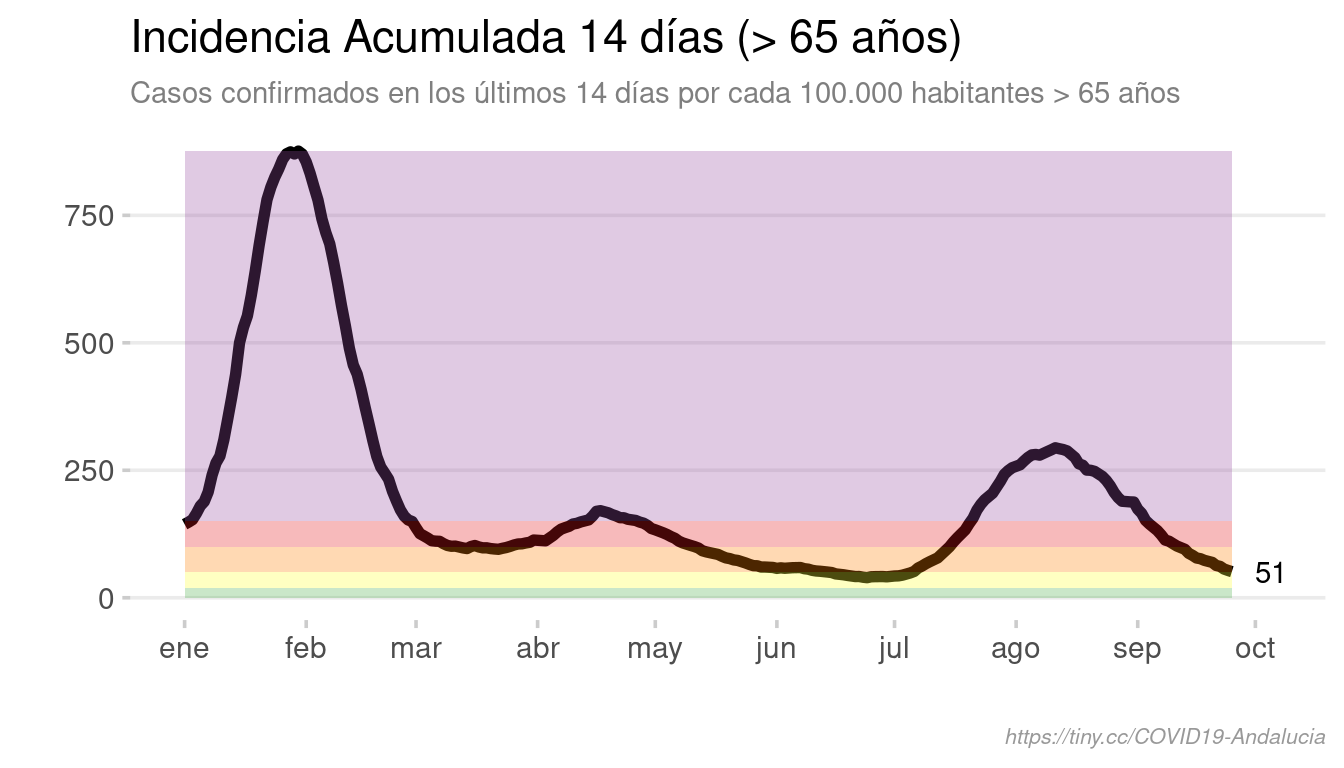 Incidencia Acumulada 14 días (> 65 años)
Casos confirmados en los últimos 14 días por cada 100.000 habitantes > 65 años
750
500
250
0
51
ene feb mar abr may jun jul ago sep oct
https://tiny.cc/COVID19-Andalucia